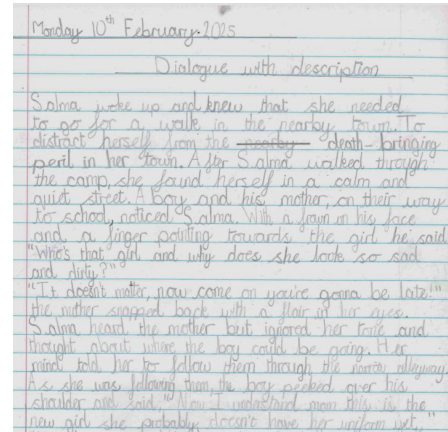 Monday 10th February 2025
Dialogue with description
Salma woke up and knew that she needed
to go for a walk in the nearby town. To
distract herself from the nearby death-bringing
peril in her town. After Salma walked through
the camp, she found herself in a calm and
quiet street. A boy and his mother, on their way
to school, noticed Salma. With a frown on his face
and a finger pointing towards the girl he said
"Who's that girl and why does she look so sad
and dirty?"
"It doesn't matter, now come on you're gonna be late!"
the mother snapped back with a flair in her eyes.
Salma heard the mother but ignored her tone and
thought about where the boy could be going. Her
mind told her to follow them through the narrow alleyway.
As she was following them, the boy peeked over his
shoulder and said, "Now I understand mom this is the
new girl she probably doesn't have her uniform yet,"